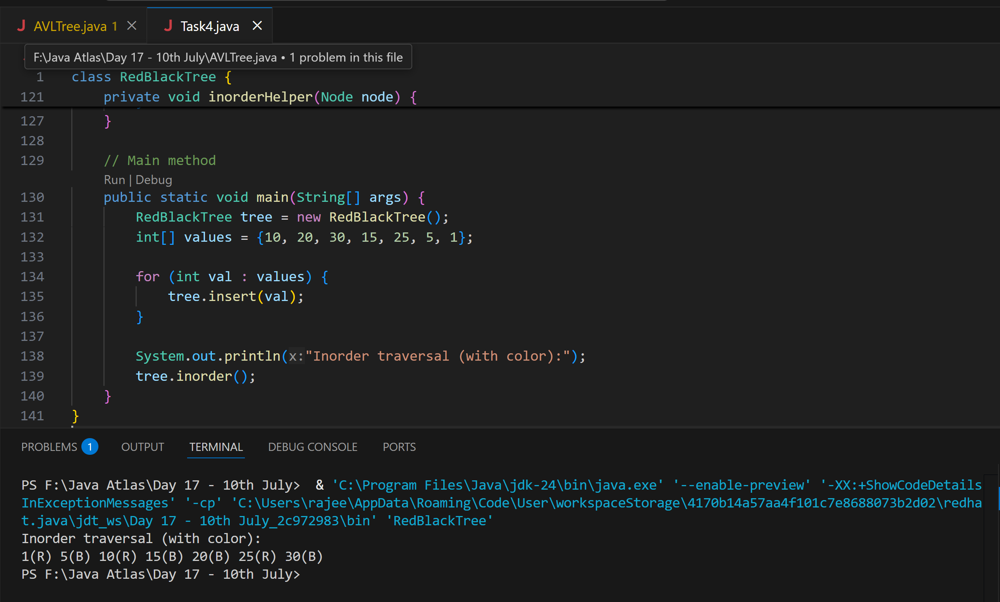 AVLTree.java 1 Task4.java
F:\Java Atlas\Day 17 - 10th July\AVLTree.java • 1 problem in this file
1 class RedBlackTree {
121 private void inorderHelper(Node node) {
127 }
128
129 // Main method
Run | Debug
130 public static void main(String[] args) {
131 RedBlackTree tree = new RedBlackTree();
132 int[] values = {10, 20, 30, 15, 25, 5, 1};
133
134 for (int val : values) {
135 tree.insert(val);
136 }
137
138 System.out.println(x:"Inorder traversal (with color):");
139 tree.inorder();
140 }
141 }
PROBLEMS 1 OUTPUT TERMINAL DEBUG CONSOLE PORTS
PS F:\Java Atlas\Day 17 - 10th July>  & 'C:\Program Files\Java\jdk-24\bin\java.exe' '--enable-preview' '-XX:+ShowCodeDetails
InExceptionMessages' '-cp' 'C:\Users\rajee\AppData\Roaming\Code\User\workspaceStorage\4170b14a57aa4f101c7e8688073b2d02\redha
t.java\jdt_ws\Day 17 - 10th July_2c972983\bin' 'RedBlackTree'
Inorder traversal (with color):
1(R) 5(B) 10(R) 15(B) 20(B) 25(R) 30(B)
PS F:\Java Atlas\Day 17 - 10th July>